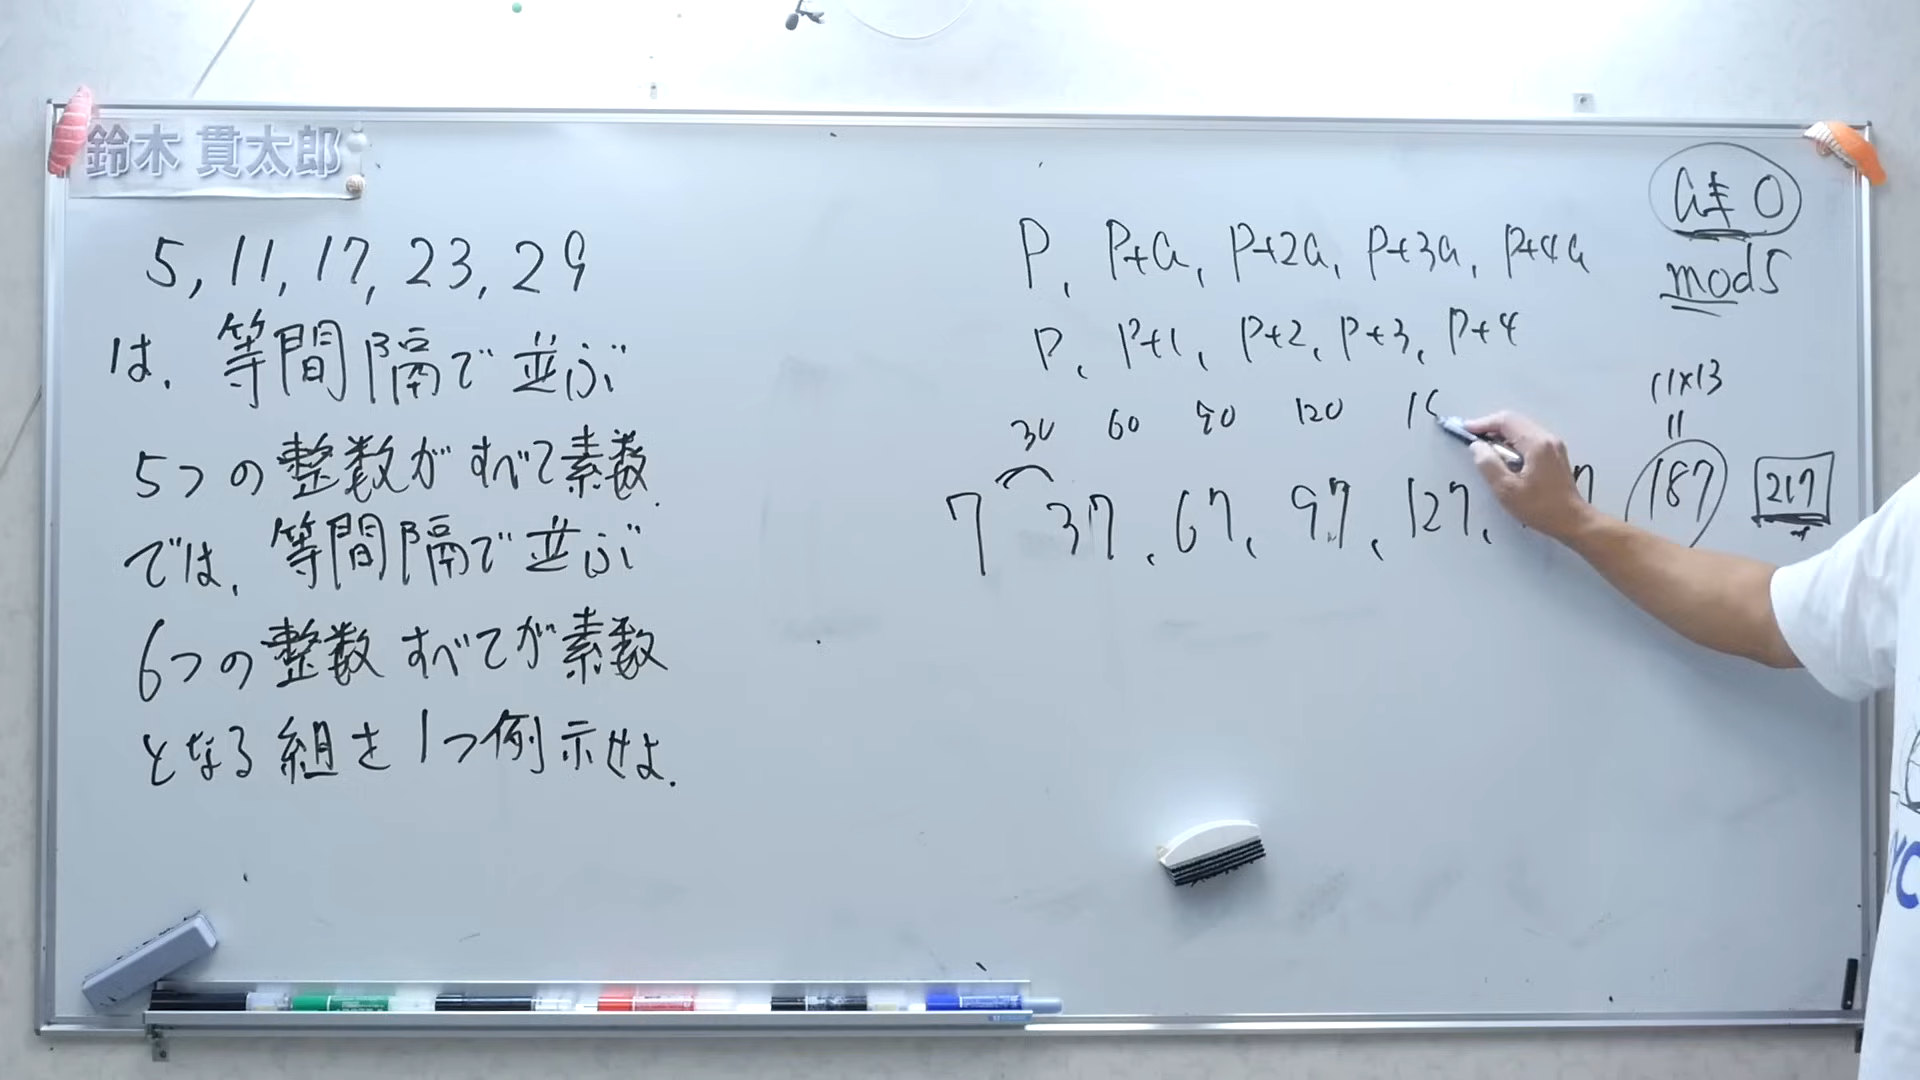 鈴木 貫太郎
5, 11, 17, 23, 29
は、等間隔で並ぶ
5つの整数がすべて素数.
では、等間隔で並ぶ
6つの整数すべてが素数
となる組を1つ例示せよ.
P, P+a, P+2a, P+3a, P+4a
P, P+1, P+2, P+3, P+4
30 60 90 120
7 37, 67, 97, 127,
a≢0
mod5
11×13
11
187
217